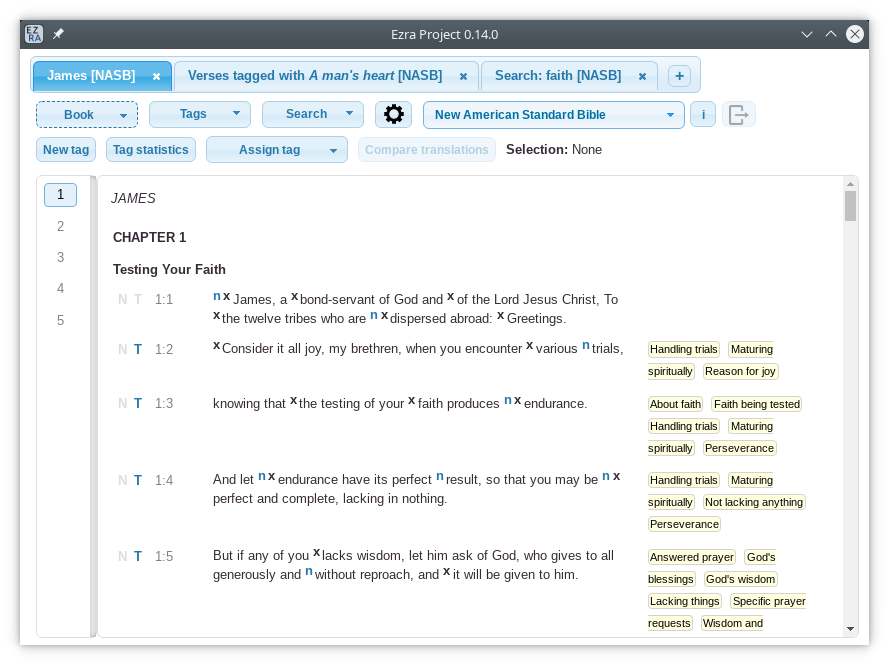 EZ RA Ezra Project 0.14.0
James [NASB] × Verses tagged with A man's heart [NASB] × Search: faith [NASB] × +
Book Tags Search New American Standard Bible i
New tag Tag statistics Assign tag Compare translations Selection: None
1
2
3
4
5
JAMES
CHAPTER 1
Testing Your Faith
N T 1:1 n x James, a x bond-servant of God and x of the Lord Jesus Christ, To
x the twelve tribes who are n x dispersed abroad: x Greetings.
N T 1:2 x Consider it all joy, my brethren, when you encounter x various n trials,
Handling trials Maturing
spiritually Reason for joy
N T 1:3 knowing that x the testing of your x faith produces n x endurance.
About faith Faith being tested
Handling trials Maturing
spiritually Perseverance
N T 1:4 And let n x endurance have its perfect n result, so that you may be n x
perfect and complete, lacking in nothing.
Handling trials Maturing
spiritually Not lacking anything
Perseverance
N T 1:5 But if any of you x lacks wisdom, let him ask of God, who gives to all
generously and n without reproach, and x it will be given to him.
Answered prayer God's
blessings God's wisdom
Lacking things Specific prayer
requests Wisdom and